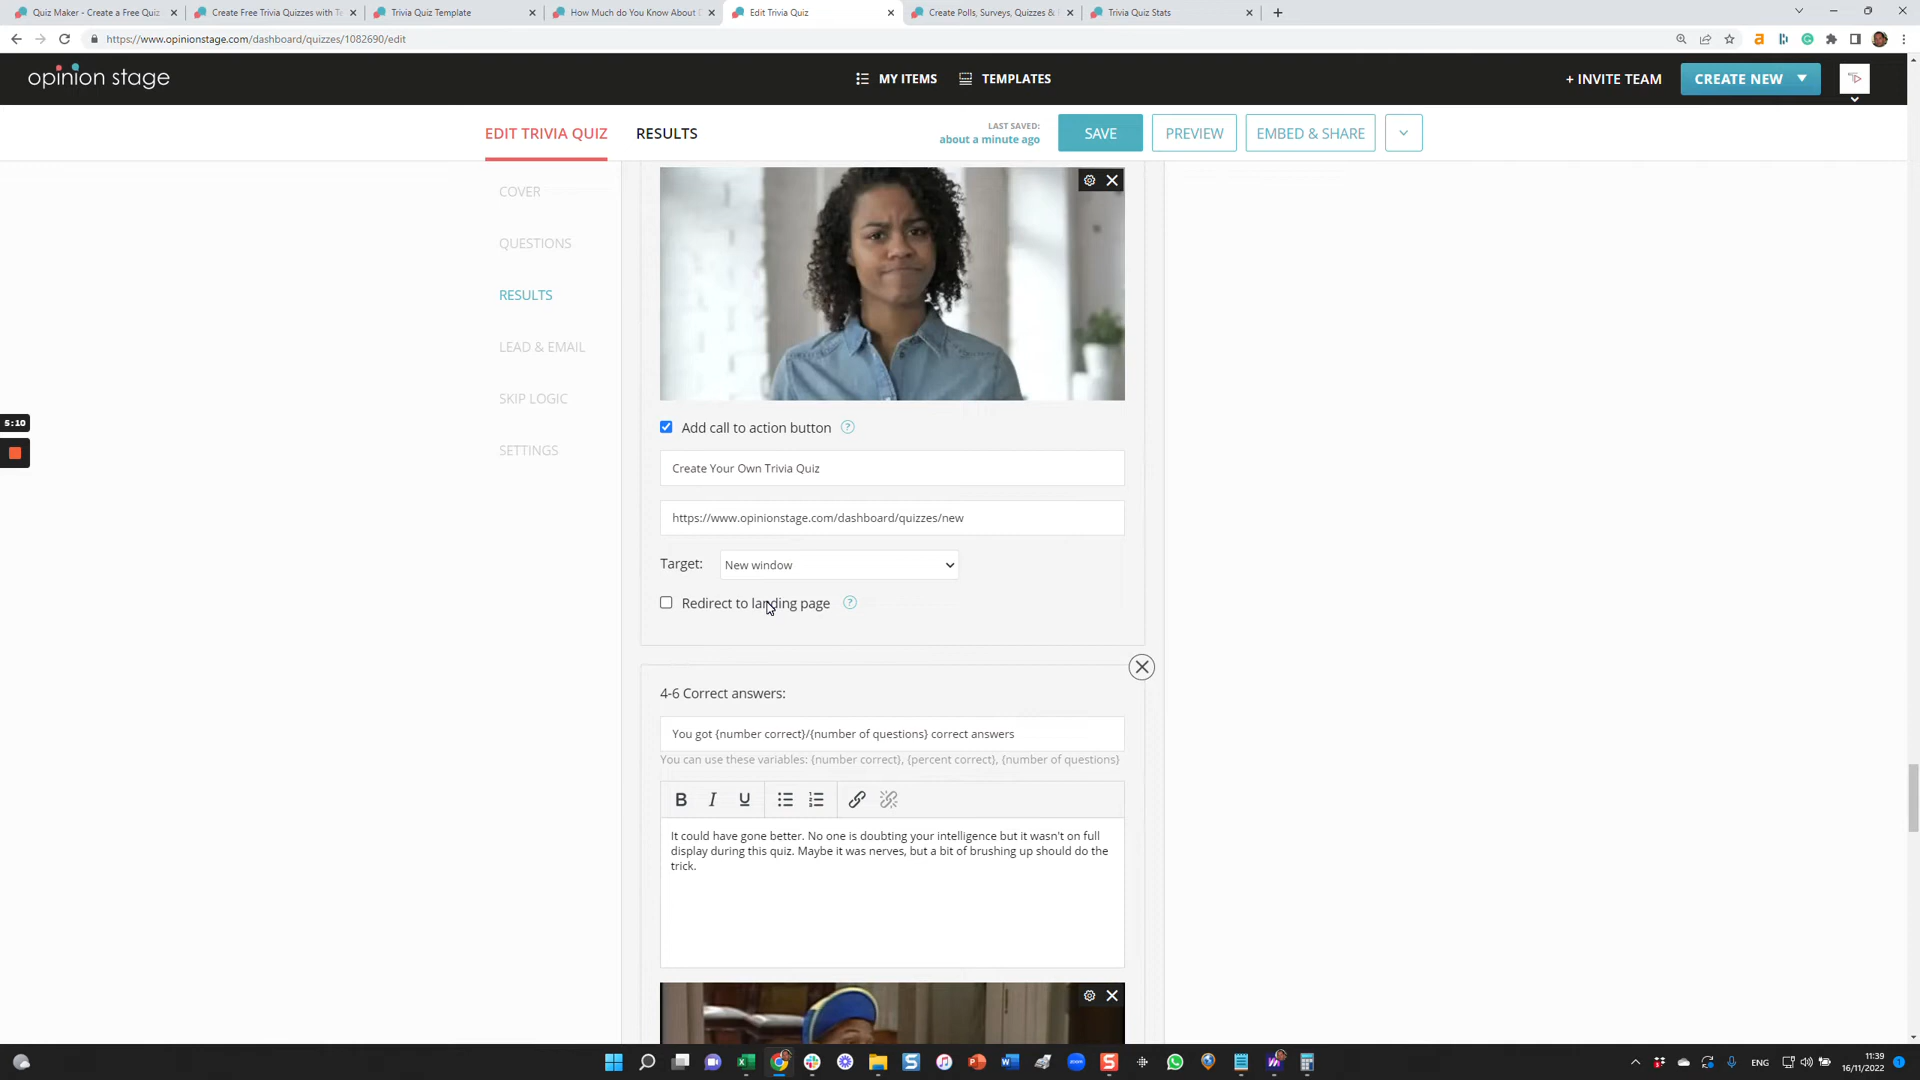 Quiz Maker - Create a Free Quiz
Create Free Trivia Quizzes with Te
Trivia Quiz Template
How Much do You Know About
Edit Trivia Quiz
Create Polls, Surveys, Quizzes &
Trivia Quiz Stats
https://www.opinionstage.com/dashboard/quizzes/1082690/edit
opinion stage
MY ITEMS
TEMPLATES
+ INVITE TEAM
CREATE NEW
EDIT TRIVIA QUIZ
RESULTS
LAST SAVED:
about a minute ago
SAVE
PREVIEW
EMBED & SHARE
COVER
QUESTIONS
RESULTS
LEAD & EMAIL
SKIP LOGIC
SETTINGS
5:10
Add call to action button ?
Create Your Own Trivia Quiz
https://www.opinionstage.com/dashboard/quizzes/new
Target: New window
Redirect to landing page ?
4-6 Correct answers:
You got {number correct}/{number of questions} correct answers
You can use these variables: {number correct}, {percent correct}, {number of questions}
B I U
It could have gone better. No one is doubting your intelligence but it wasn't on full
display during this quiz. Maybe it was nerves, but a bit of brushing up should do the
trick.
ENG
11:39
16/11/2022